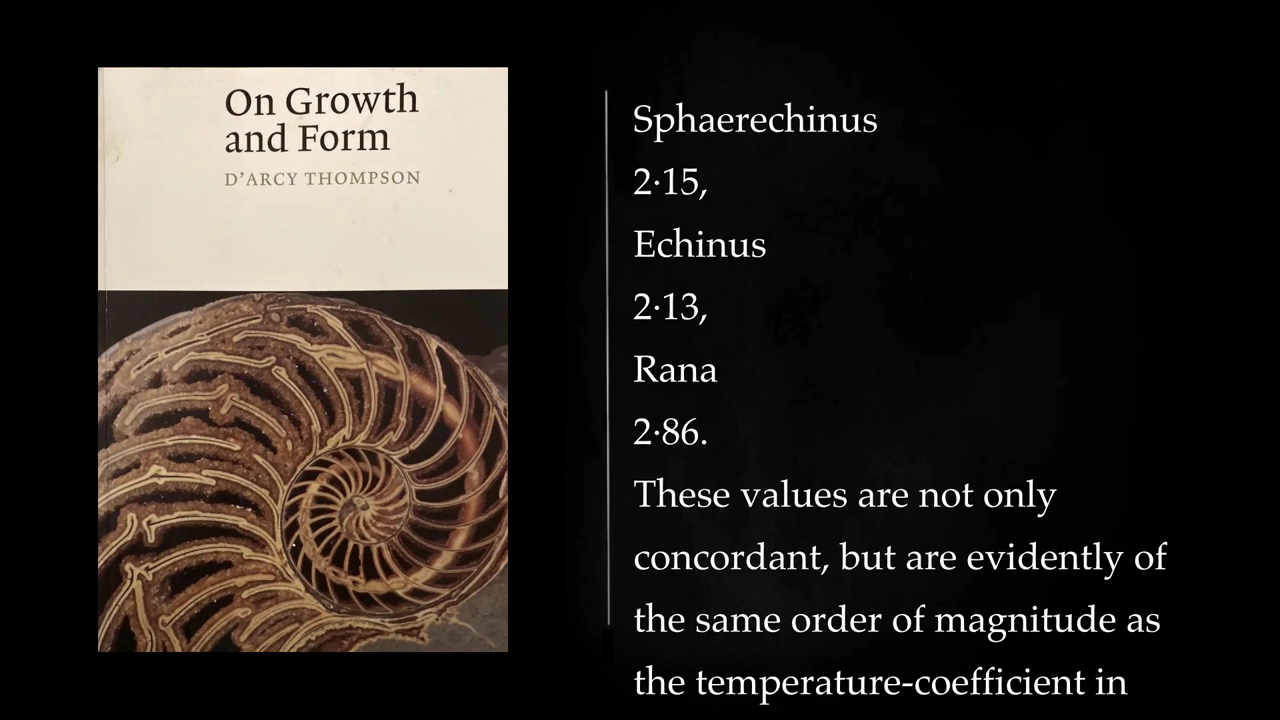 On Growth
and Form
D'ARCY THOMPSON
Sphaerechinus
2·15,
Echinus
2·13,
Rana
2·86.
These values are not only
concordant, but are evidently of
the same order of magnitude as
the temperature-coefficient in